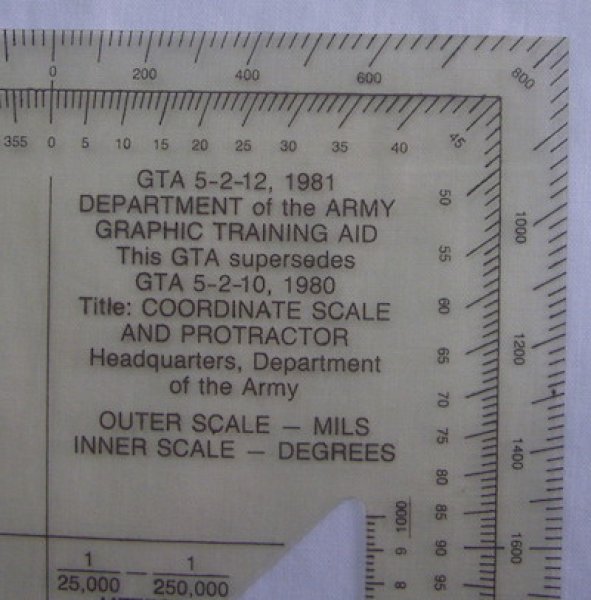 0 200 400 600 800
355 0 5 10 15 20 25 30 35 40 45
GTA 5-2-12, 1981
DEPARTMENT of the ARMY
GRAPHIC TRAINING AID
This GTA supersedes
GTA 5-2-10, 1980
Title: COORDINATE SCALE
AND PROTRACTOR
Headquarters, Department
of the Army
OUTER SCALE — MILS
INNER SCALE — DEGREES
50
55
60
65
70
75
80
85
90
95
1000
1200
1400
1600
1000
9
8
1 — 1
25,000 250,000